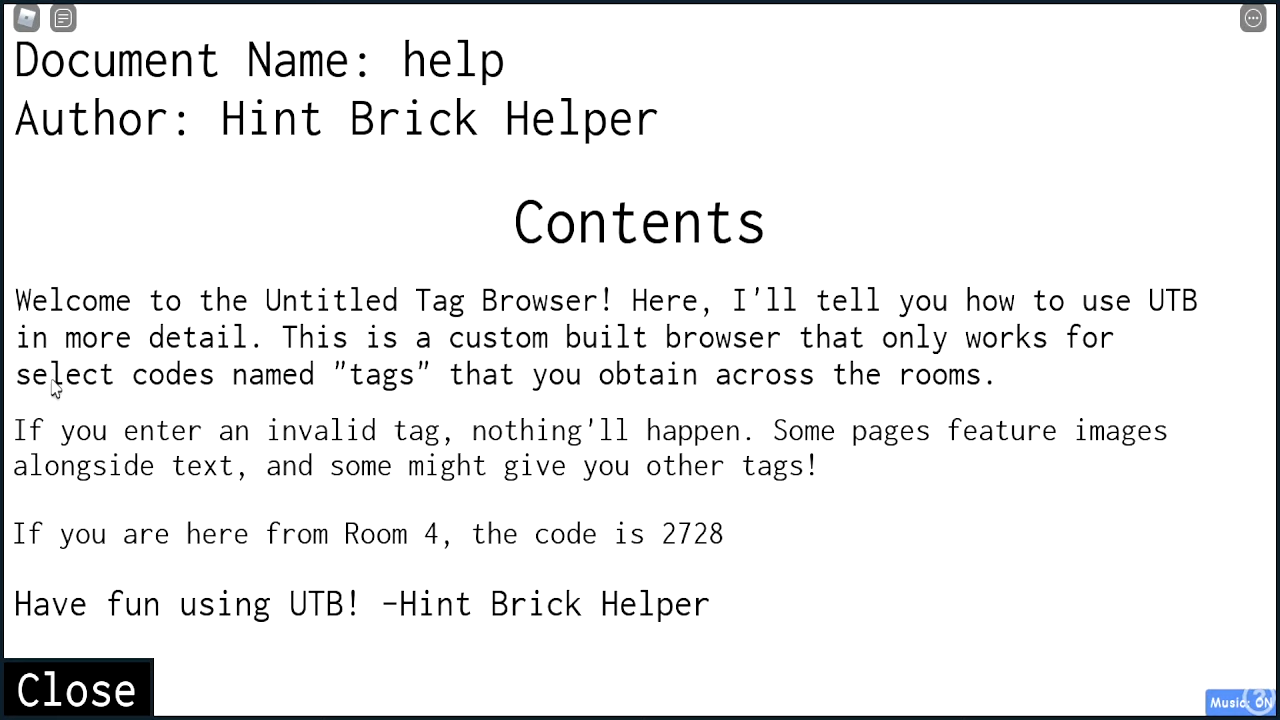 Document Name: help
Author: Hint Brick Helper
Contents
Welcome to the Untitled Tag Browser! Here, I'll tell you how to use UTB
in more detail. This is a custom built browser that only works for
select codes named "tags" that you obtain across the rooms.
If you enter an invalid tag, nothing'll happen. Some pages feature images
alongside text, and some might give you other tags!
If you are here from Room 4, the code is 2728
Have fun using UTB! -Hint Brick Helper
Close
Music: ON